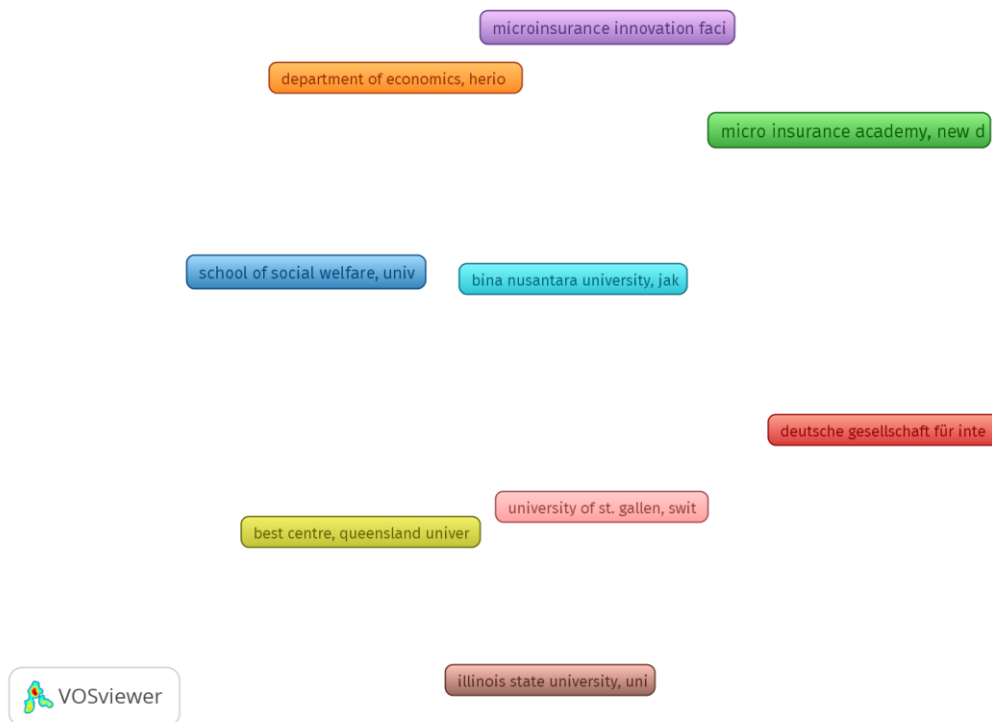 microinsurance innovation faci
department of economics, herio
micro insurance academy, new d
school of social welfare, univ
bina nusantara university, jak
deutsche gesellschaft für inte
university of st. gallen, swit
best centre, queensland univer
illinois state university, uni
VOSviewer